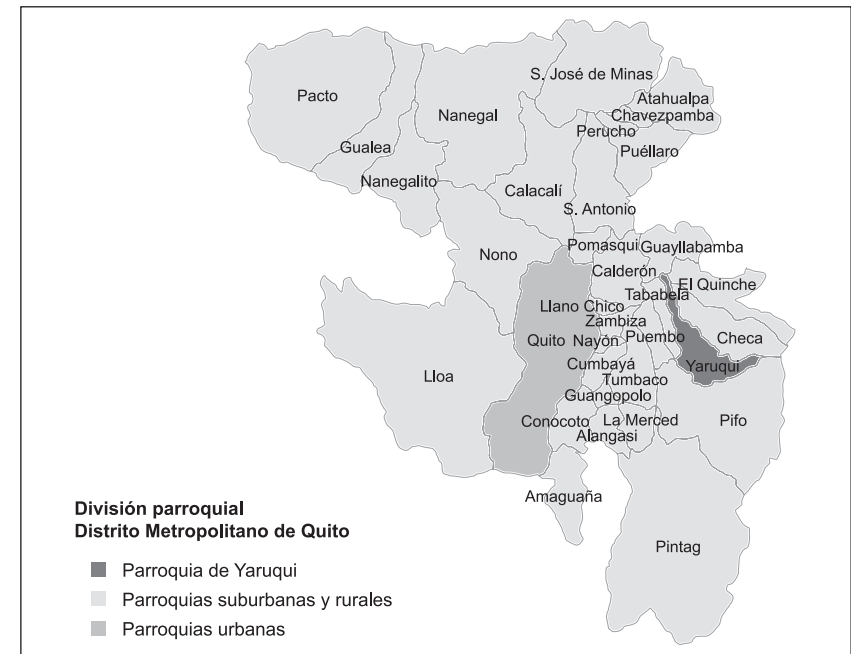 S. José de Minas
Pacto
Atahualpa
Chavezpamba
Nanegal
Perucho
Gualea
Puéllaro
Nanegalito
Calacalí
S. Antonio
Pomasqui
Guayllabamba
Nono
Calderón
El Quinche
Tababela
Llano Chico
Zambiza
Puembo
Checa
Quito
Nayón
Cumbayá
Yaruqui
Lloa
Tumbaco
Guangopolo
Conocoto
La Merced
Pifo
Alangasi
Amaguaña
Pintag
División parroquial
Distrito Metropolitano de Quito
Parroquia de Yaruqui
Parroquias suburbanas y rurales
Parroquias urbanas